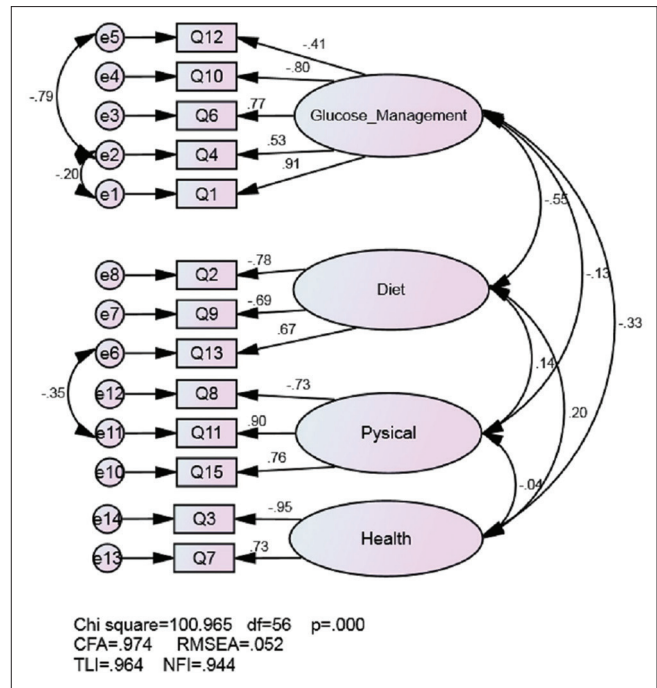 e5 Q12 -.41
e4 Q10 -.80
e3 Q6 .77 Glucose_Management
-.79
e2 Q4 .53
-.20
e1 Q1 .91
-.55
e8 Q2 -.78 Diet -.13
e7 Q9 -.69 -.33
e6 Q13 .67
.14
-.35
e12 Q8 -.73 .20
e11 Q11 .90 Pysical
e10 Q15 .76
-.04
e14 Q3 -.95 Health
e13 Q7 .73
Chi square=100.965 df=56 p=.000
CFA=.974 RMSEA=.052
TLI=.964 NFI=.944